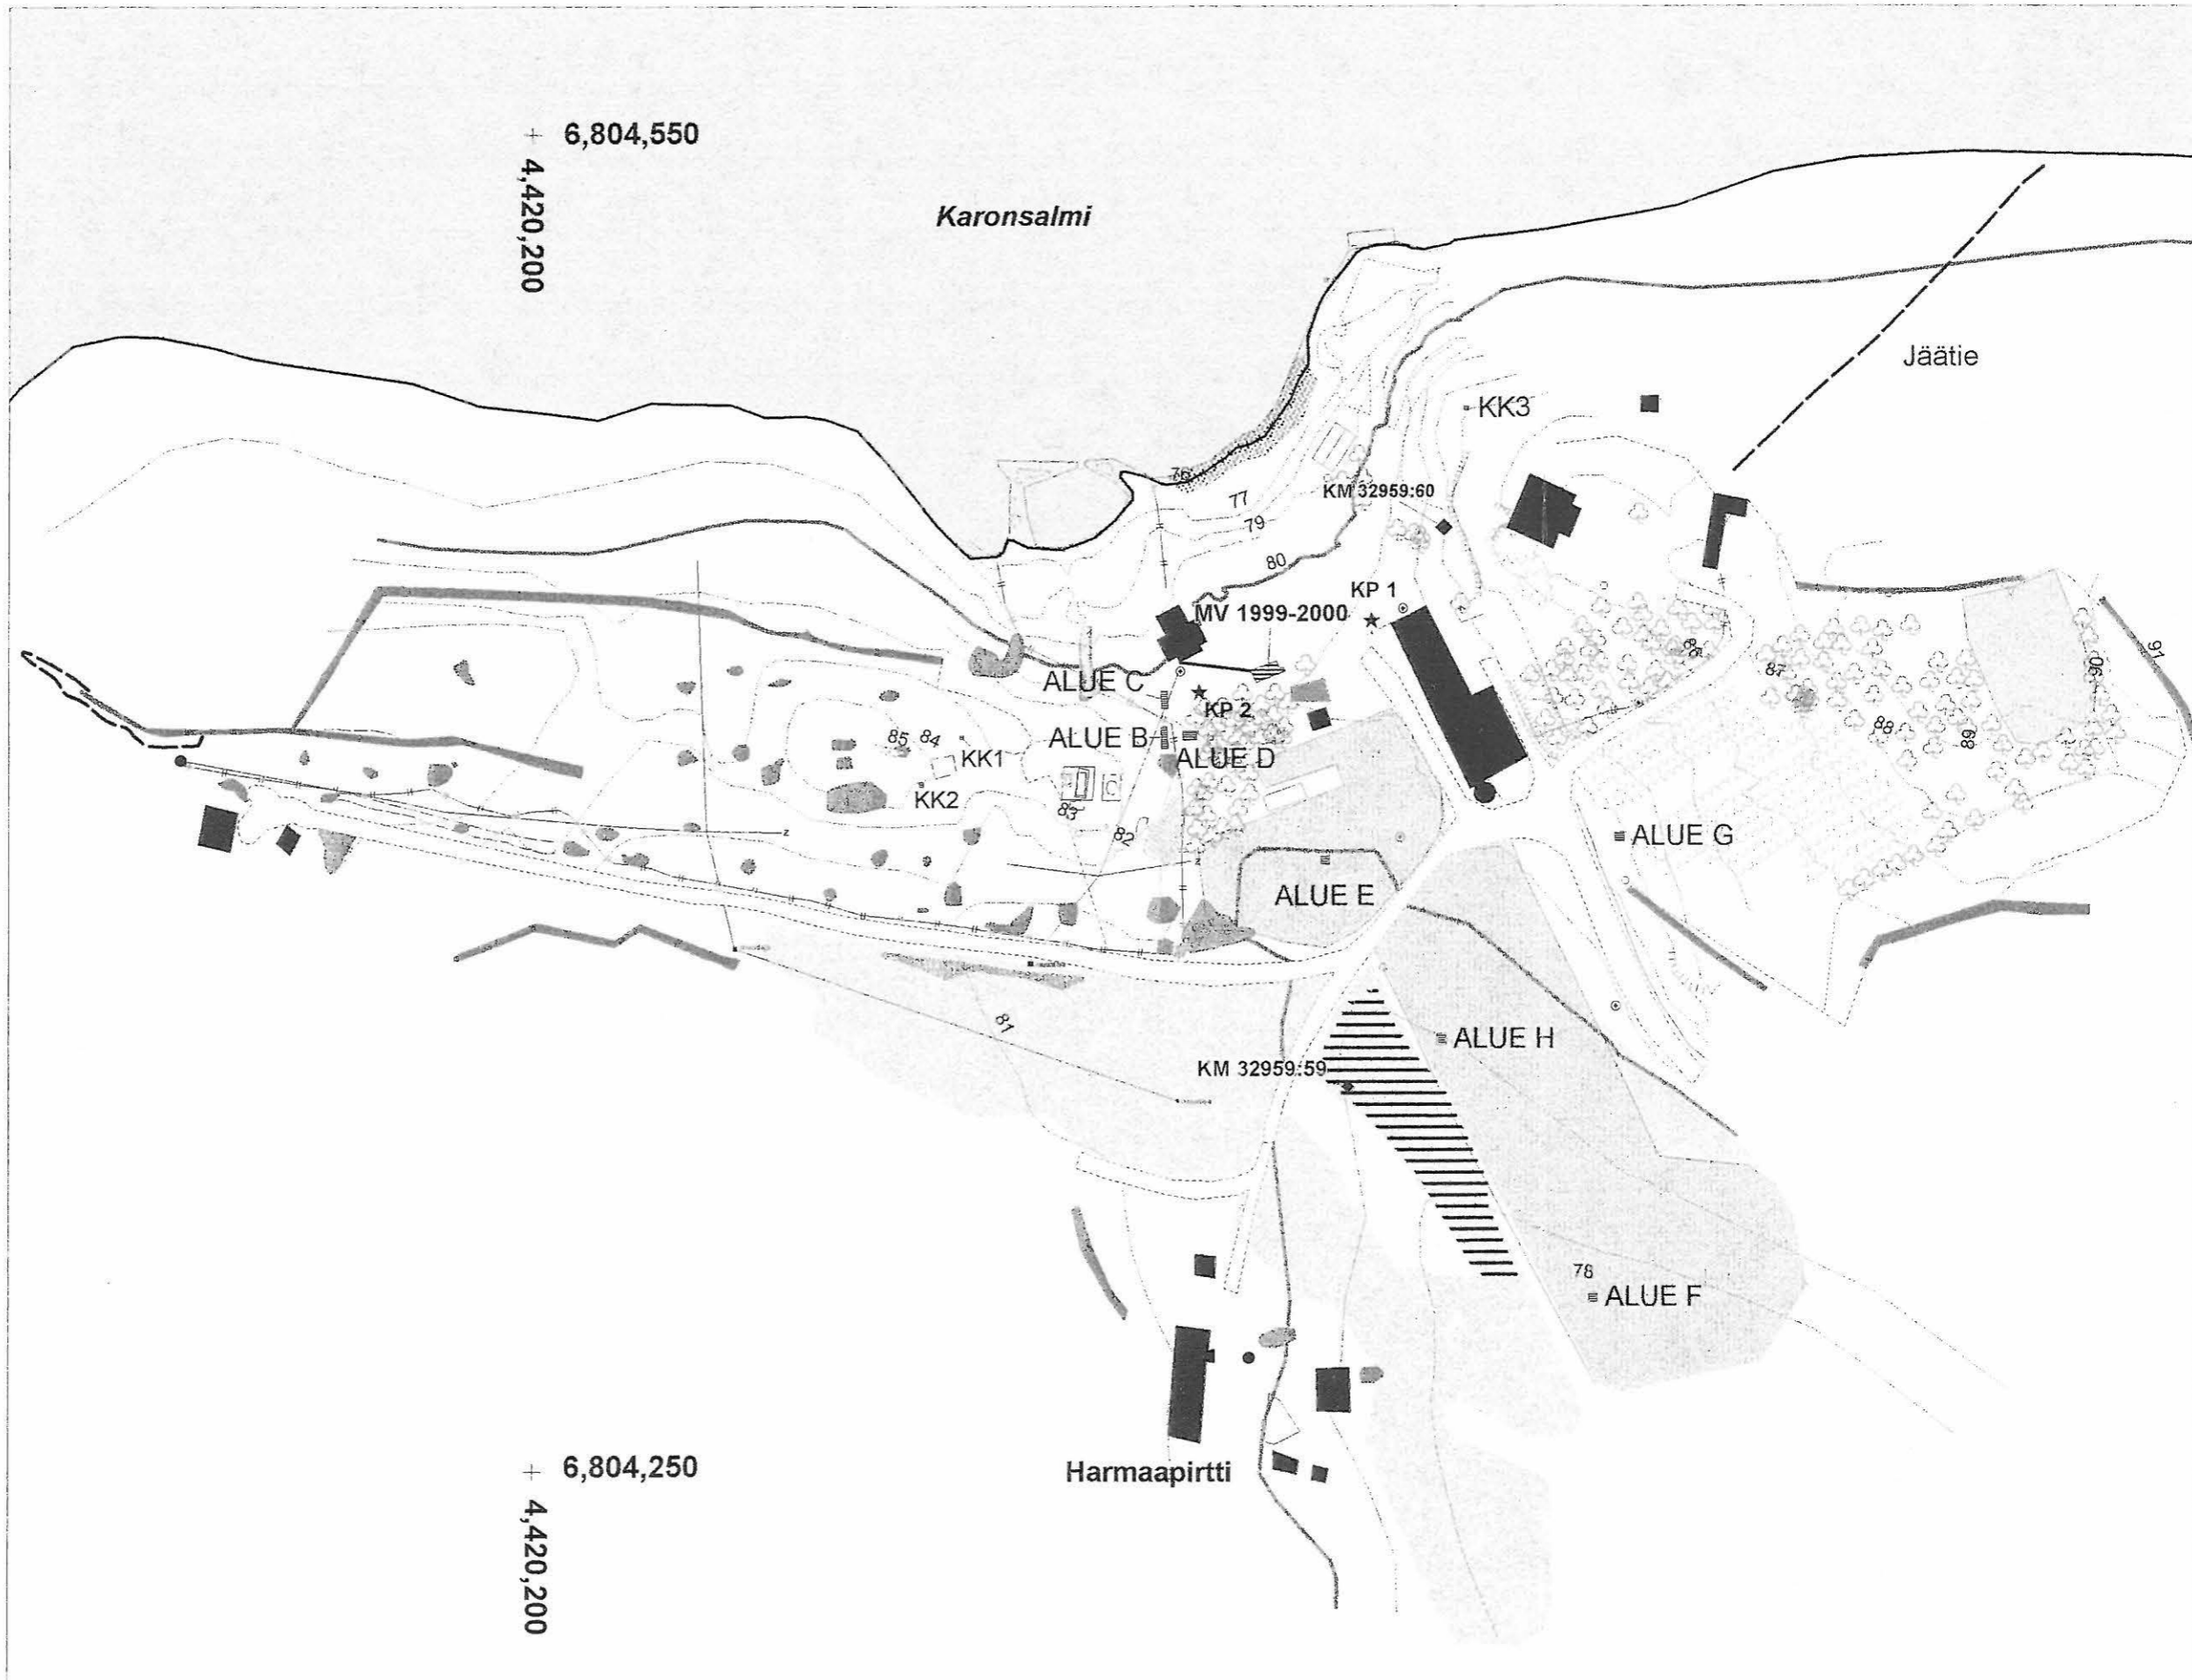 6,804,550
4,420,200
Karonsalmi
Jäätie
KK3
76
77
KM 32959:60
79
80
KP 1
MV 1999-2000
86
87
90
91
ALUE C
KP 2
88
89
85 84
ALUE B
KK1
ALUE D
KK2
83
82
ALUE G
ALUE E
81
ALUE H
KM 32959:59
78
ALUE F
6,804,250
4,420,200
Harmaapirtti